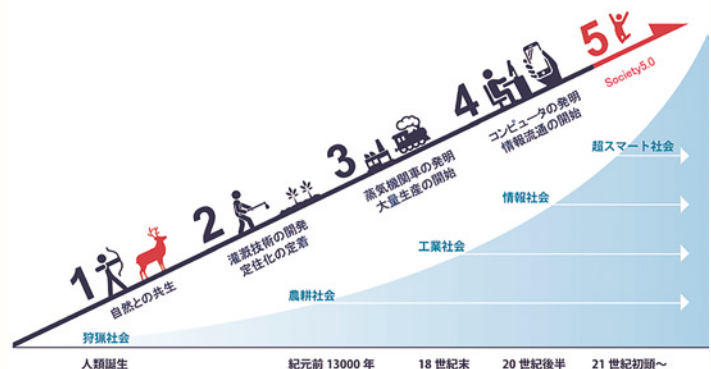 1
自然との共生
2
灌漑技術の開発
定住化の定着
3
蒸気機関車の発明
大量生産の開始
4
コンピュータの発明
情報流通の開始
5
Society5.0
超スマート社会
情報社会
工業社会
農耕社会
狩猟社会
人類誕生
紀元前 13000 年
18 世紀末
20 世紀後半
21 世紀初頭～